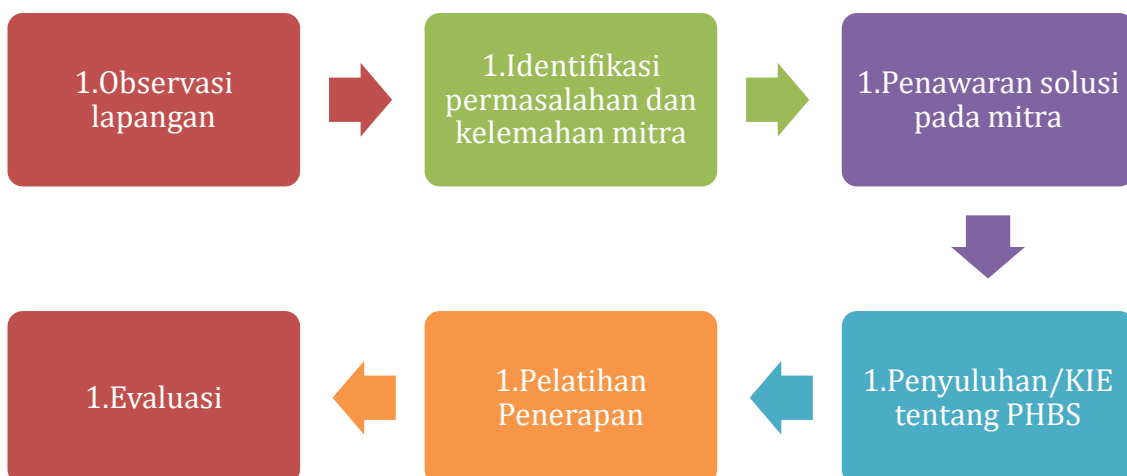 1.Observasi
lapangan
1.Identifikasi
permasalahan dan
kelemahan mitra
1.Penawaran solusi
pada mitra
1.Penyuluhan/KIE
tentang PHBS
1.Pelatihan
Penerapan
1.Evaluasi